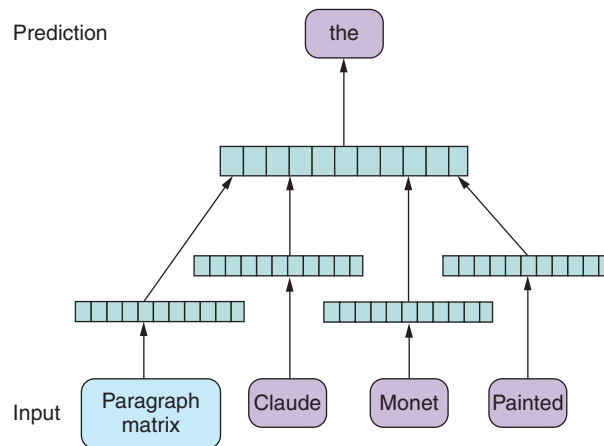 Prediction
the
Input
Paragraph
matrix
Claude
Monet
Painted